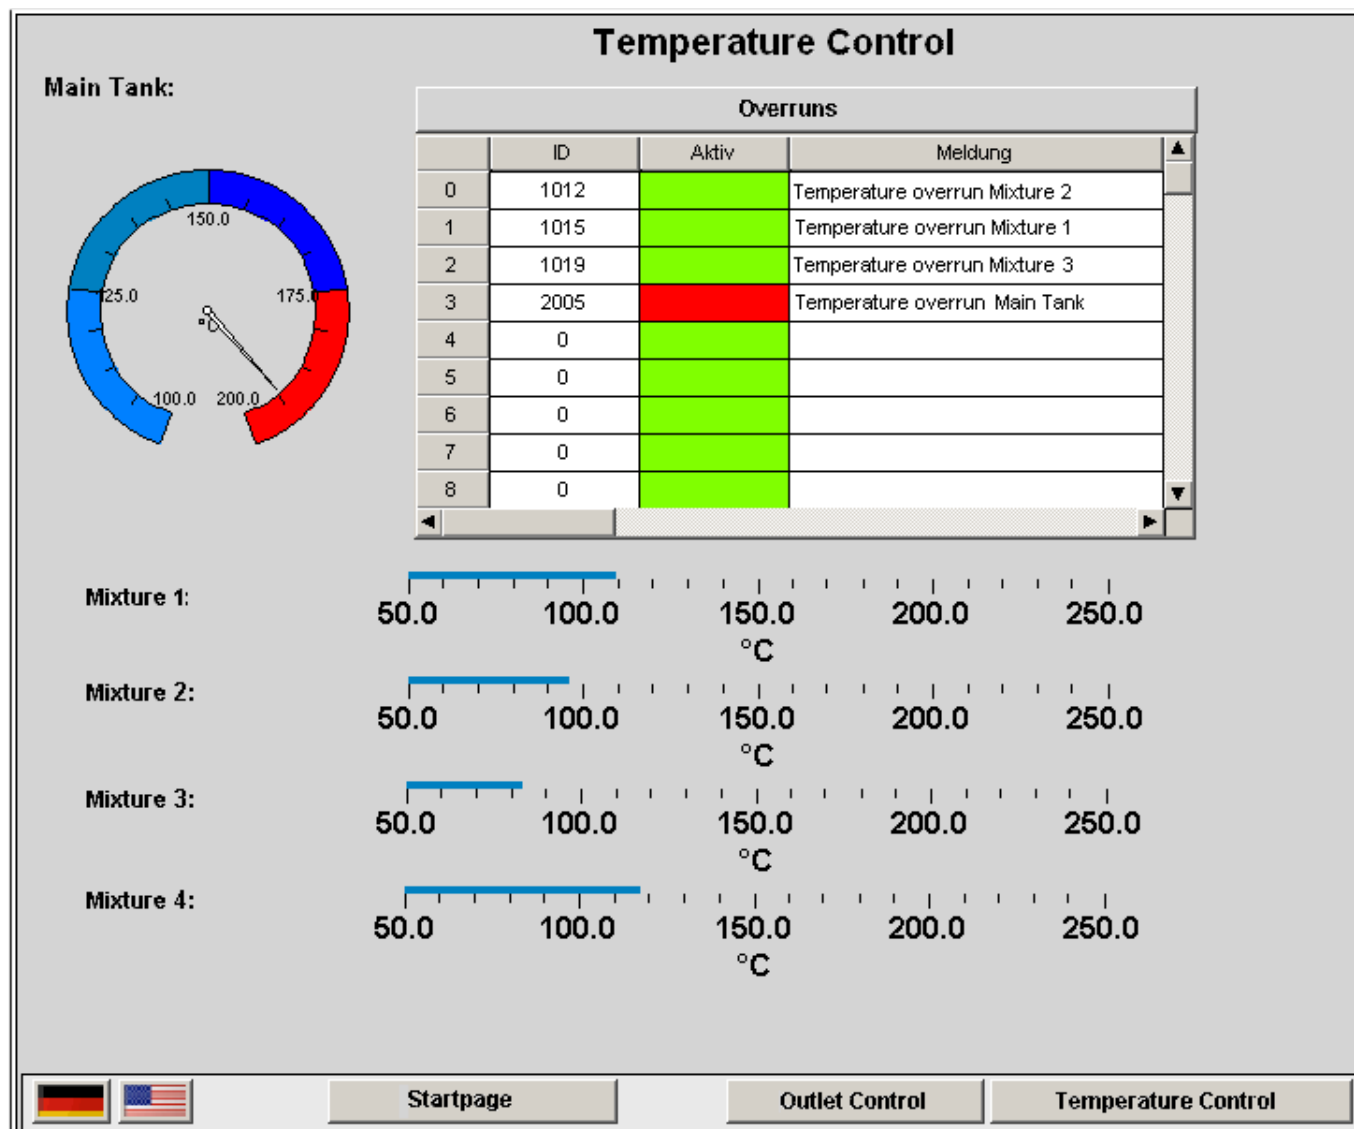 Temperature Control
Main Tank:
Overruns
ID Aktiv Meldung
0 1012 Temperature overrun Mixture 2
1 1015 Temperature overrun Mixture 1
2 1019 Temperature overrun Mixture 3
3 2005 Temperature overrun Main Tank
4 0
5 0
6 0
7 0
8 0
150.0
25.0 175.0
100.0 200.0
°C
Mixture 1:
50.0 100.0 150.0 200.0 250.0
°C
Mixture 2:
50.0 100.0 150.0 200.0 250.0
°C
Mixture 3:
50.0 100.0 150.0 200.0 250.0
°C
Mixture 4:
50.0 100.0 150.0 200.0 250.0
°C
Startpage Outlet Control Temperature Control